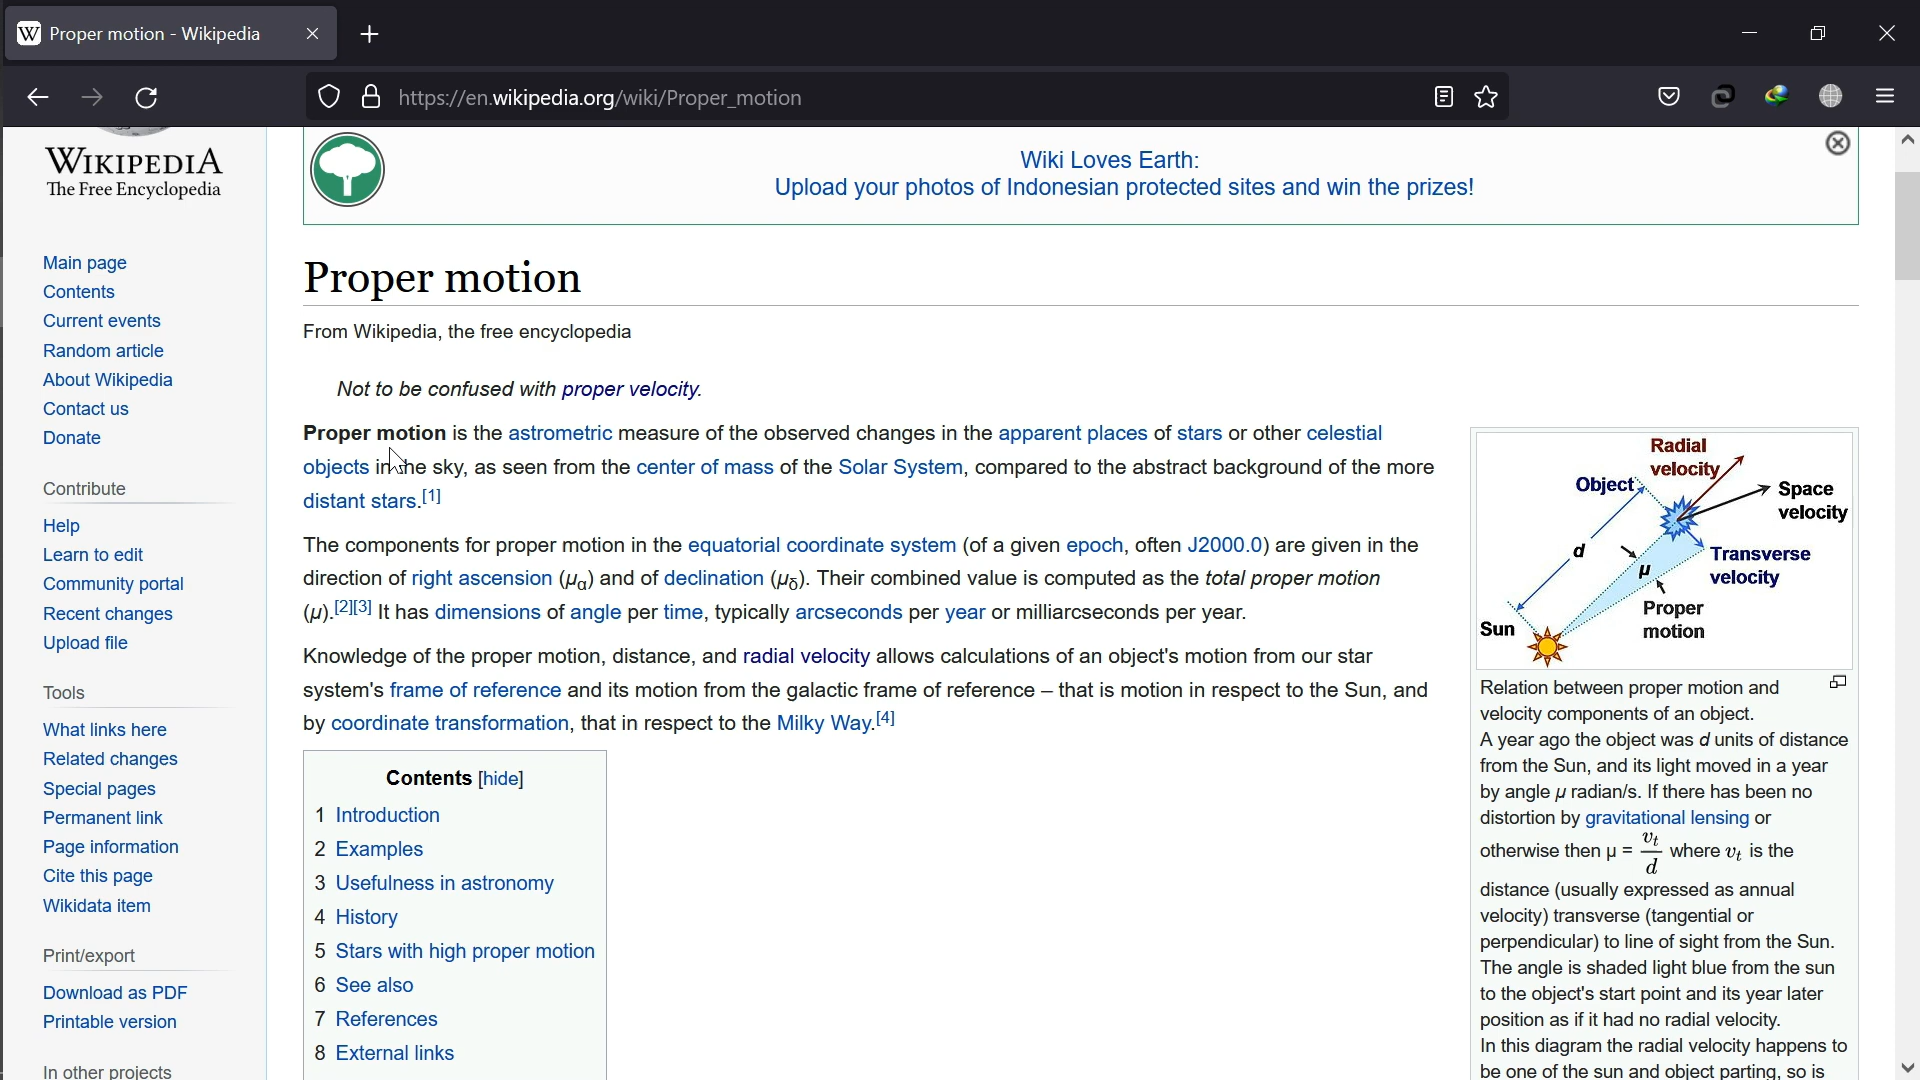 Proper motion - Wikipedia
https://en.wikipedia.org/wiki/Proper_motion
WIKIPEDIA
The Free Encyclopedia
Main page
Contents
Current events
Random article
About Wikipedia
Contact us
Donate
Contribute
Help
Learn to edit
Community portal
Recent changes
Upload file
Tools
What links here
Related changes
Special pages
Permanent link
Page information
Cite this page
Wikidata item
Print/export
Download as PDF
Printable version
In other projects
Wiki Loves Earth:
Upload your photos of Indonesian protected sites and win the prizes!
Proper motion
From Wikipedia, the free encyclopedia
Not to be confused with proper velocity.
Proper motion is the astrometric measure of the observed changes in the apparent places of stars or other celestial
objects in the sky, as seen from the center of mass of the Solar System, compared to the abstract background of the more
distant stars.[1]
The components for proper motion in the equatorial coordinate system (of a given epoch, often J2000.0) are given in the
direction of right ascension (μα) and of declination (μδ). Their combined value is computed as the total proper motion
(μ).[2][3] It has dimensions of angle per time, typically arcseconds per year or milliarcseconds per year.
Knowledge of the proper motion, distance, and radial velocity allows calculations of an object's motion from our star
system's frame of reference and its motion from the galactic frame of reference – that is motion in respect to the Sun, and
by coordinate transformation, that in respect to the Milky Way.[4]
Contents [hide]
1 Introduction
2 Examples
3 Usefulness in astronomy
4 History
5 Stars with high proper motion
6 See also
7 References
8 External links
Radial
velocity
Object
Space
velocity
d
μ
Transverse
velocity
Proper
motion
Sun
Relation between proper motion and
velocity components of an object.
A year ago the object was d units of distance
from the Sun, and its light moved in a year
by angle μ radian/s. If there has been no
distortion by gravitational lensing or
otherwise then μ = vt/d where vt is the
distance (usually expressed as annual
velocity) transverse (tangential or
perpendicular) to line of sight from the Sun.
The angle is shaded light blue from the sun
to the object's start point and its year later
position as if it had no radial velocity.
In this diagram the radial velocity happens to
be one of the sun and object parting, so is